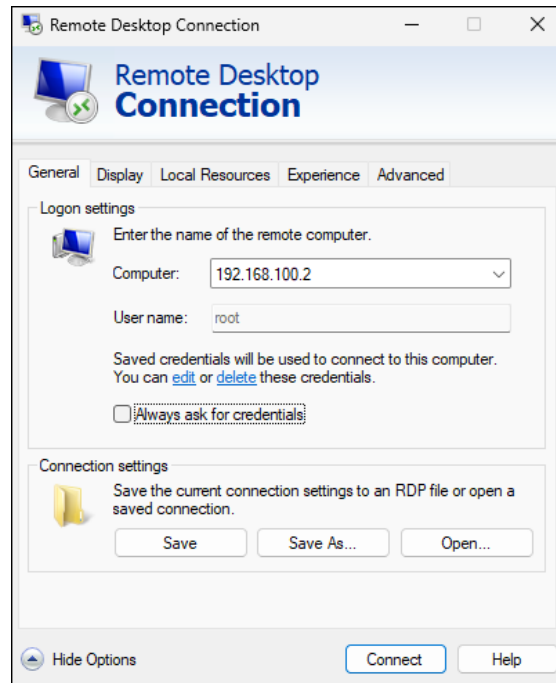 Remote Desktop Connection
Remote Desktop
Connection
General Display Local Resources Experience Advanced
Logon settings
Enter the name of the remote computer.
Computer: 192.168.100.2
User name: root
Saved credentials will be used to connect to this computer.
You can edit or delete these credentials.
Always ask for credentials
Connection settings
Save the current connection settings to an RDP file or open a
saved connection.
Save Save As... Open...
Hide Options Connect Help